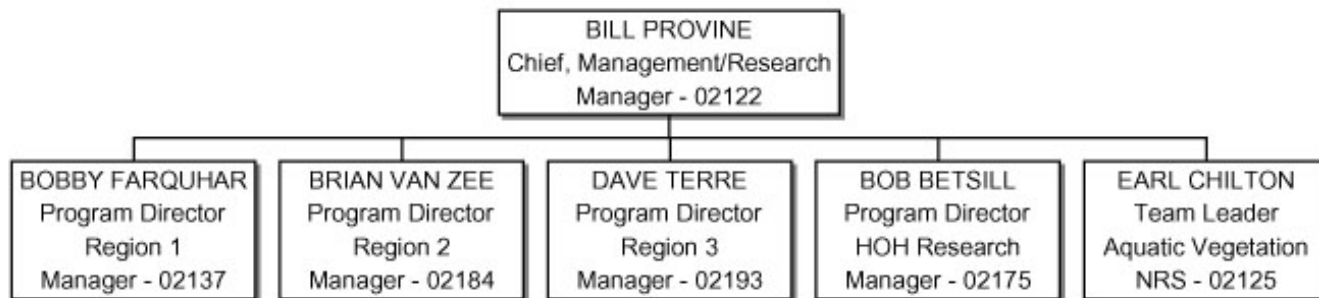 BILL PROVINE
Chief, Management/Research
Manager - 02122
BOBBY FARQUHAR
Program Director
Region 1
Manager - 02137
BRIAN VAN ZEE
Program Director
Region 2
Manager - 02184
DAVE TERRE
Program Director
Region 3
Manager - 02193
BOB BETSILL
Program Director
HOH Research
Manager - 02175
EARL CHILTON
Team Leader
Aquatic Vegetation
NRS - 02125